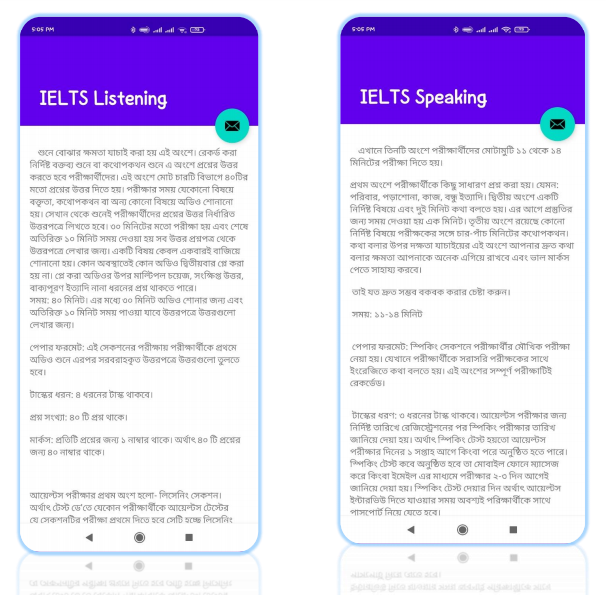 5:05 PM
IELTS Listening
শুনে বোঝার ক্ষমতা যাচাই করা হয় এই অংশে। রেকর্ড করা
নির্দিষ্ট বক্তব্য শুনে বা কথোপকথন শুনে এ অংশে প্রশ্নের উত্তর
করতে হবে পরীক্ষার্থীদের। এই অংশে মোট চারটি বিভাগে ৪০টির
মতো প্রশ্নের উত্তর দিতে হয়। পরীক্ষার সময় যেকোনো বিষয়ে
বক্তৃতা, কথোপকথন বা অন্য কোনো বিষয়ে অডিও শোনানো
হয়। সেখান থেকে শুনেই পরীক্ষার্থীদের প্রশ্নের উত্তর নির্ধারিত
উত্তরপত্রে লিখতে হবে। ৩০ মিনিটের মতো পরীক্ষা হয় এবং শেষে
অতিরিক্ত ১০ মিনিট সময় দেওয়া হয় সব উত্তর প্রশ্নপত্র থেকে
উত্তরপত্রে লেখার জন্য। একটি বিষয় কেবল একবারই বাজিয়ে
শোনানো হয়। কোন অবস্থাতেই কোন অডিও দ্বিতীয়বার প্লে করা
হয় না। প্লে করা অডিওর উপর মাল্টিপল চয়েজ, সংক্ষিপ্ত উত্তর,
বাক্যপূরণ ইত্যাদি নানা ধরনের প্রশ্ন থাকতে পারে।
সময়: ৪০ মিনিট। এর মধ্যে ৩০ মিনিট অডিও শোনার জন্য এবং
অতিরিক্ত ১০ মিনিট সময় পাওয়া যাবে উত্তরপত্রে উত্তরগুলো
লেখার জন্য।
পেপার ফরমেট: এই সেকশনের পরীক্ষায় পরীক্ষার্থীকে প্রথমে
অডিও শুনে এরপর সরবরাহকৃত উত্তরপত্রে উত্তরগুলো তুলতে
হবে।
টাস্কের ধরন: ৪ ধরনের টাস্ক থাকবে।
প্রশ্ন সংখ্যা: ৪০ টি প্রশ্ন থাকে।
মার্কস: প্রতিটি প্রশ্নের জন্য ১ নাম্বার থাকে। অর্থাৎ ৪০ টি প্রশ্নের
জন্য ৪০ নাম্বার থাকে।
আয়েল্টস পরীক্ষার প্রথম অংশ হলো- লিসেনিং সেকশন।
অর্থাৎ টেস্ট ডে'তে যেকোন পরীক্ষার্থীকে আয়েল্টস টেস্টের
যে সেকশনটির পরীক্ষা প্রথমে দিতে হবে সেটি হচ্ছে লিসেনিং
5:05 PM
IELTS Speaking
এখানে তিনটি অংশে পরীক্ষার্থীদের মোটামুটি ১১ থেকে ১৪
মিনিটের পরীক্ষা দিতে হয়।
প্রথম অংশে পরীক্ষার্থীকে কিছু সাধারণ প্রশ্ন করা হয়। যেমন:
পরিবার, পড়াশোনা, কাজ, বন্ধু ইত্যাদি। দ্বিতীয় অংশে একটি
নির্দিষ্ট বিষয়ে এবং দুই মিনিট কথা বলতে হয়। এর আগে প্রস্তুতির
জন্য সময় দেওয়া হয় এক মিনিট। তৃতীয় অংশে রয়েছে কোনো
নির্দিষ্ট বিষয়ে পরীক্ষকের সঙ্গে চার-পাঁচ মিনিটের কথোপকথন।
কথা বলার উপর দক্ষতা যাচাইয়ের এই অংশে আপনার দ্রুত কথা
বলার ক্ষমতা আপনাকে অনেক এগিয়ে রাখবে এবং ভাল মার্কস
পেতে সাহায্য করবে।
তাই যত দ্রুত সম্ভব বকবক করার চেষ্টা করুন।
সময়: ১১-১৪ মিনিট
পেপার ফরমেট: স্পিকিং সেকশনে পরীক্ষার্থীর মৌখিক পরীক্ষা
নেয়া হয়। যেখানে পরীক্ষার্থীকে সরাসরি পরীক্ষকের সাথে
ইংরেজিতে কথা বলতে হয়। এই অংশের সম্পূর্ণ পরীক্ষাটিই
রেকর্ডেড।
টাস্কের ধরণ: ৩ ধরনের টাস্ক থাকবে। আয়েল্টস পরীক্ষার জন্য
নির্দিষ্ট তারিখে রেজিস্ট্রেশনের পর স্পিকিং পরীক্ষার তারিখ
জানিয়ে দেয়া হয়। অর্থাৎ স্পিকিং টেস্ট হয়তো আয়েল্টস
পরীক্ষার দিনের ১ সপ্তাহ আগে কিংবা পরে অনুষ্ঠিত হতে পারে।
স্পিকিং টেস্ট কবে অনুষ্ঠিত হবে তা মোবাইল ফোনে ম্যাসেজ
করে কিংবা ইমেইল এর মাধ্যমে পরীক্ষার ২-৩ দিন আগেই
জানিয়ে দেয়া হয়। স্পিকিং টেস্ট দেয়ার দিন অর্থাৎ আয়েল্টস
ইন্টারভিউ দিতে যাওয়ার সময় অবশ্যই পরিক্ষার্থীকে সাথে
পাসপোর্ট নিয়ে যেতে হবে।